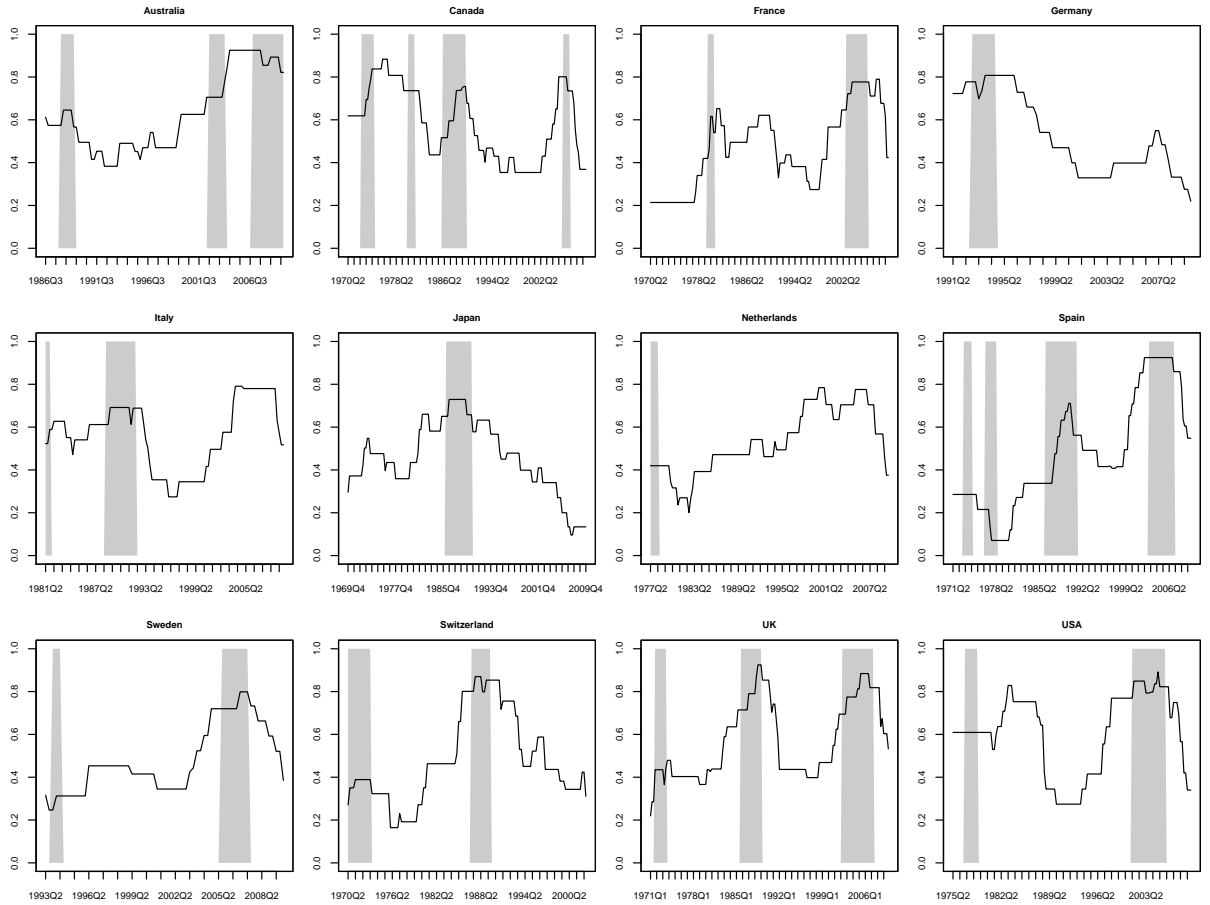 Australia Canada France Germany
0.0 0.2 0.4 0.6 0.8 1.0 0.0 0.2 0.4 0.6 0.8 1.0 0.0 0.2 0.4 0.6 0.8 1.0 0.0 0.2 0.4 0.6 0.8 1.0
1986Q3 1991Q3 1996Q3 2001Q3 2006Q3 1970Q2 1978Q2 1986Q2 1994Q2 2002Q2 1970Q2 1978Q2 1986Q2 1994Q2 2002Q2 1991Q2 1995Q2 1999Q2 2003Q2 2007Q2
Italy Japan Netherlands Spain
0.0 0.2 0.4 0.6 0.8 1.0 0.0 0.2 0.4 0.6 0.8 1.0 0.0 0.2 0.4 0.6 0.8 1.0 0.0 0.2 0.4 0.6 0.8 1.0
1981Q2 1987Q2 1993Q2 1999Q2 2005Q2 1969Q4 1977Q4 1985Q4 1993Q4 2001Q4 2009Q4 1977Q2 1983Q2 1989Q2 1995Q2 2001Q2 2007Q2 1971Q2 1978Q2 1985Q2 1992Q2 1999Q2 2006Q2
Sweden Switzerland UK USA
0.0 0.2 0.4 0.6 0.8 1.0 0.0 0.2 0.4 0.6 0.8 1.0 0.0 0.2 0.4 0.6 0.8 1.0 0.0 0.2 0.4 0.6 0.8 1.0
1993Q2 1996Q2 1999Q2 2002Q2 2005Q2 2008Q2 1970Q2 1976Q2 1982Q2 1988Q2 1994Q2 2000Q2 1971Q1 1978Q1 1985Q1 1992Q1 1999Q1 2006Q1 1975Q2 1982Q2 1989Q2 1996Q2 2003Q2